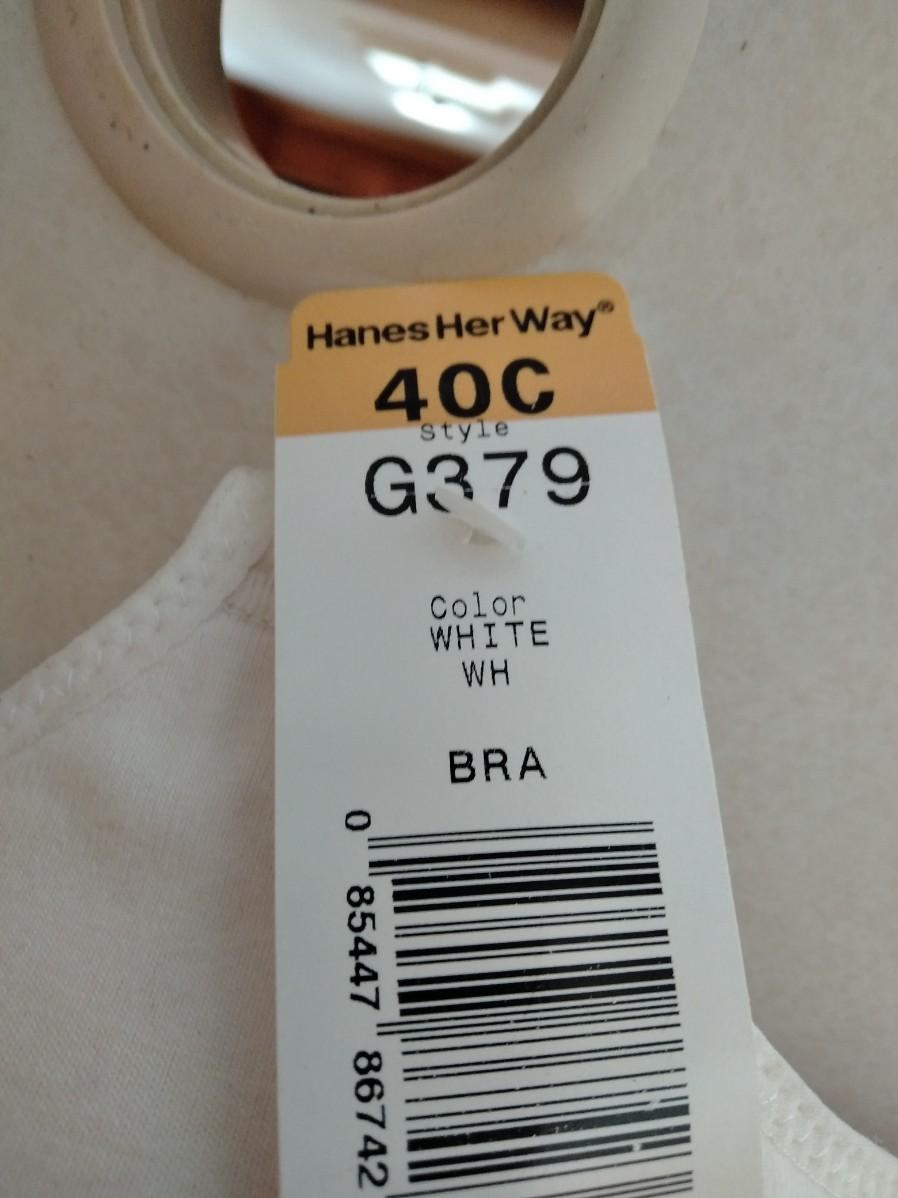 Hanes Her Way®
40C
Style
G379
Color
WHITE
WH
BRA
0 85447 86742